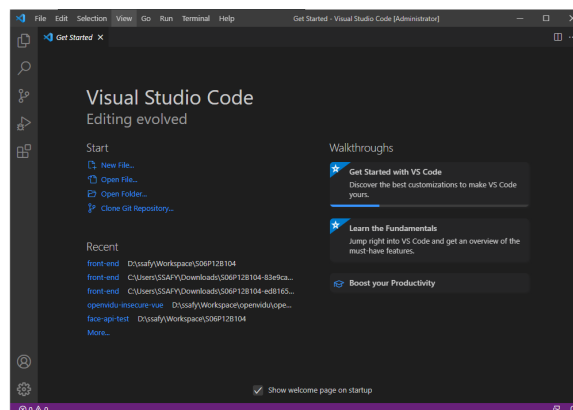 File Edit Selection View Go Run Terminal Help Get Started - Visual Studio Code [Administrator]
Get Started
Visual Studio Code
Editing evolved
Start
New File...
Open File...
Open Folder...
Clone Git Repository...
Recent
front-end D:\ssafy\Workspace\S06P12B104
front-end C:\Users\SSAFY\Downloads\S06P12B104-83e9ca...
front-end C:\Users\SSAFY\Downloads\S06P12B104-ed8165...
openvidu-insecure-vue D:\ssafy\Workspace\openvidu\ope...
face-api-test D:\ssafy\Workspace\S06P12B104
More...
Walkthroughs
Get Started with VS Code
Discover the best customizations to make VS Code
yours.
Learn the Fundamentals
Jump right into VS Code and get an overview of the
must-have features.
Boost your Productivity
Show welcome page on startup